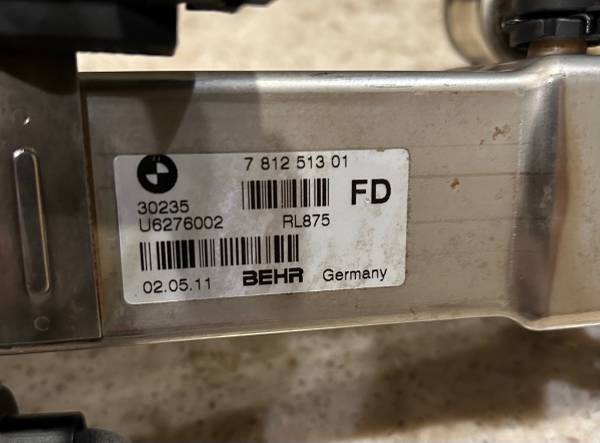 7 812 513 01
FD
30235
U6276002 RL875
02.05.11 BEHR Germany